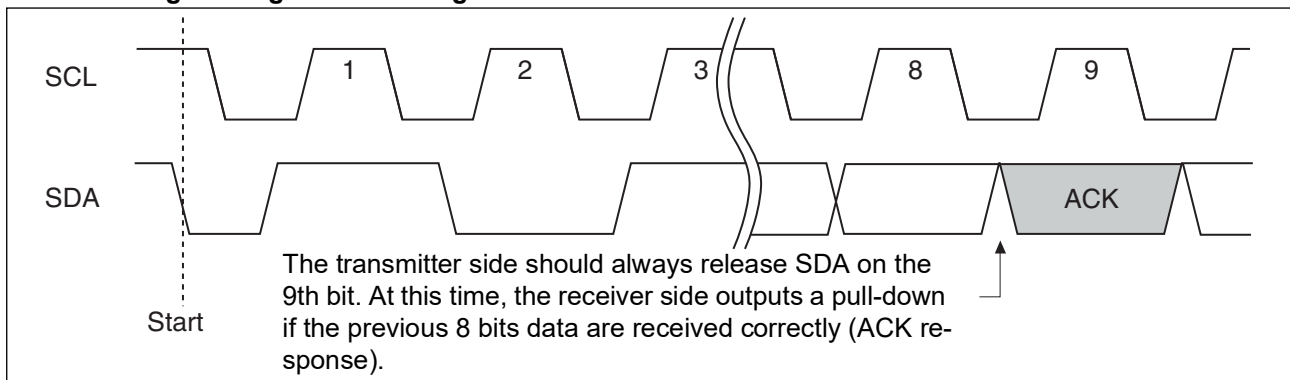 SCL
1
2
3
8
9
SDA
ACK
The transmitter side should always release SDA on the
9th bit. At this time, the receiver side outputs a pull-down
if the previous 8 bits data are received correctly (ACK re-
sponse).
Start